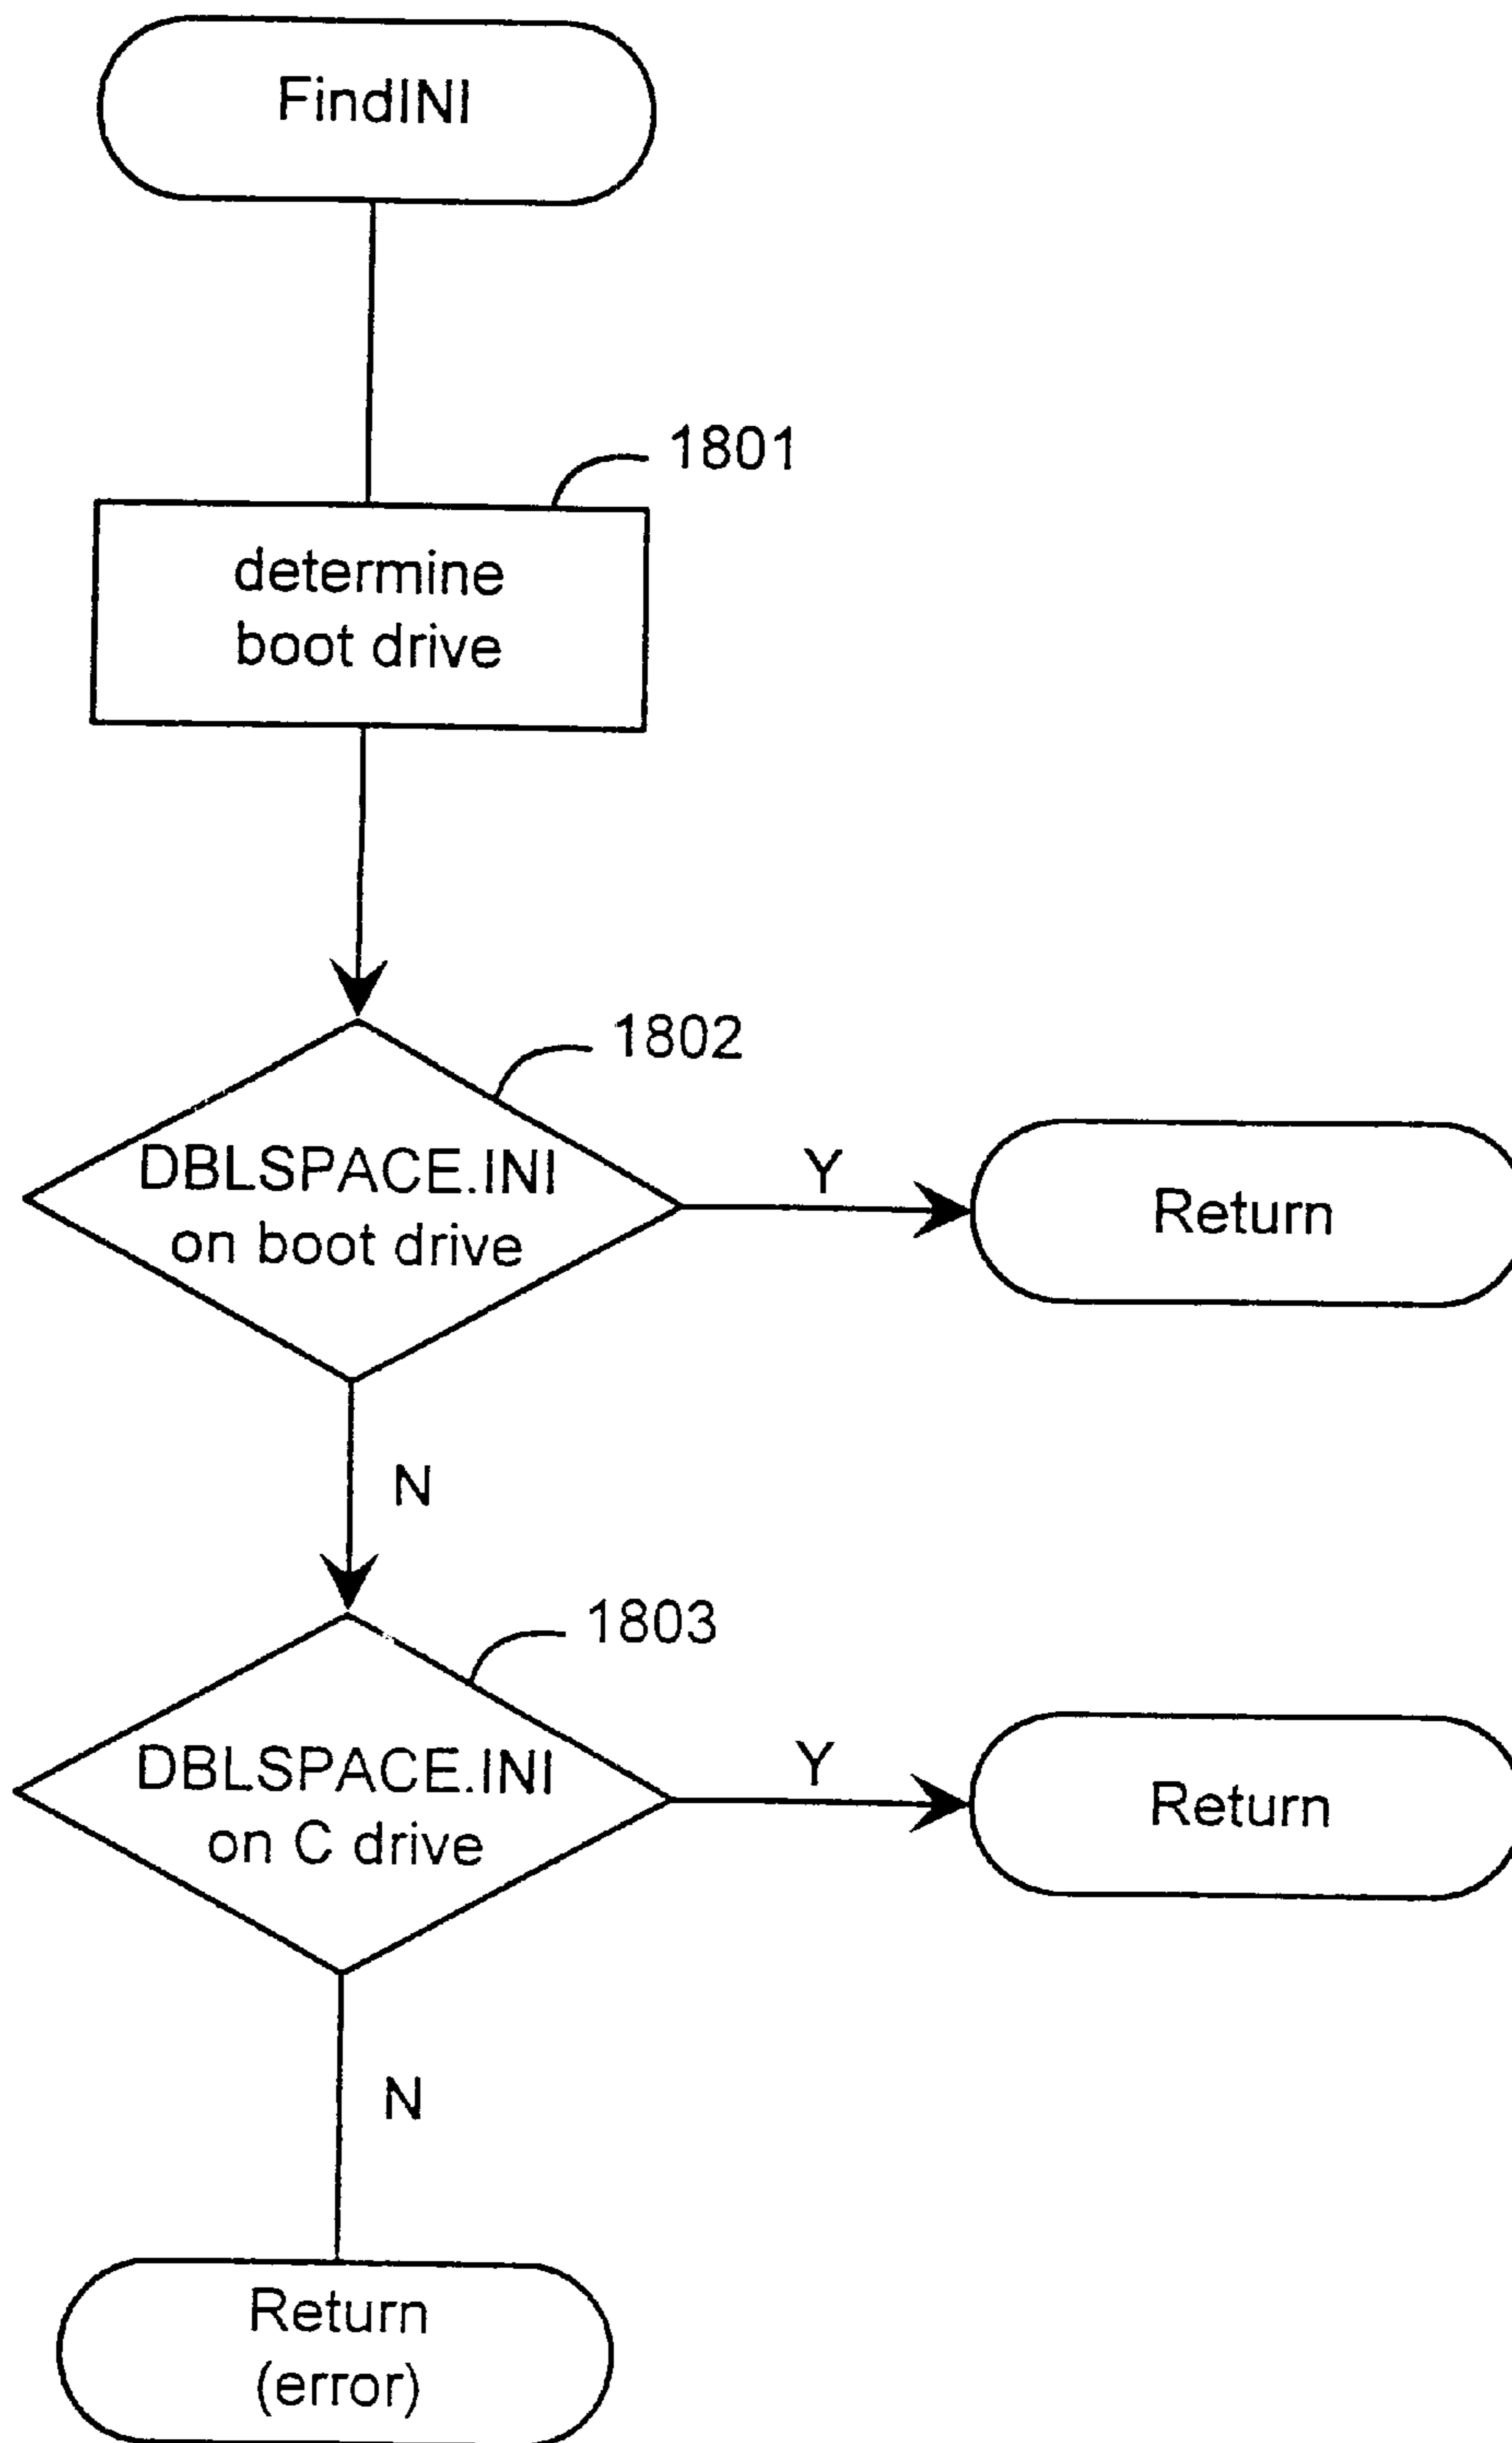 FindINI
1801
determine
boot drive
1802
DBLSPACE.INI
on boot drive
Y
Return
N
1803
DBLSPACE.INI
on C drive
Y
Return
N
Return
(error)